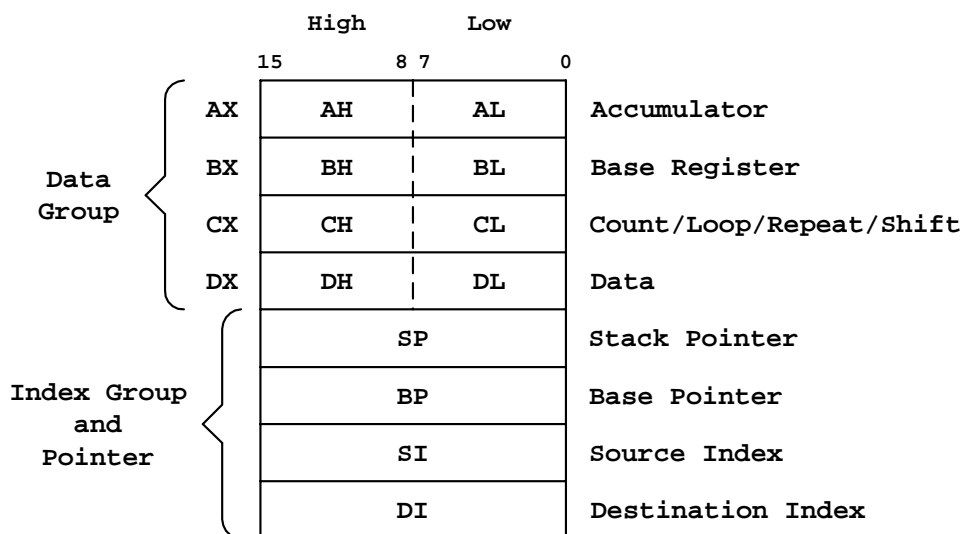 High Low
15 8 7 0
AX AH AL Accumulator
BX BH BL Base Register
Data
Group
CX CH CL Count/Loop/Repeat/Shift
DX DH DL Data
SP Stack Pointer
Index Group
and
Pointer
BP Base Pointer
SI Source Index
DI Destination Index